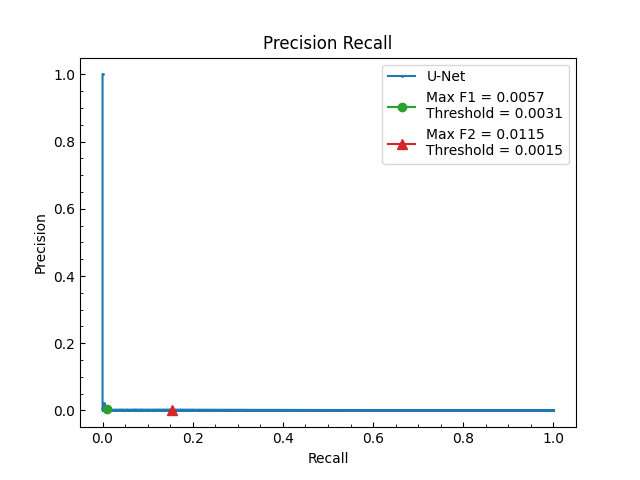 Precision Recall
1.0
0.8
0.6
0.4
0.2
0.0
Precision
U-Net
Max F1 = 0.0057
Threshold = 0.0031
Max F2 = 0.0115
Threshold = 0.0015
0.0 0.2 0.4 0.6 0.8 1.0
Recall